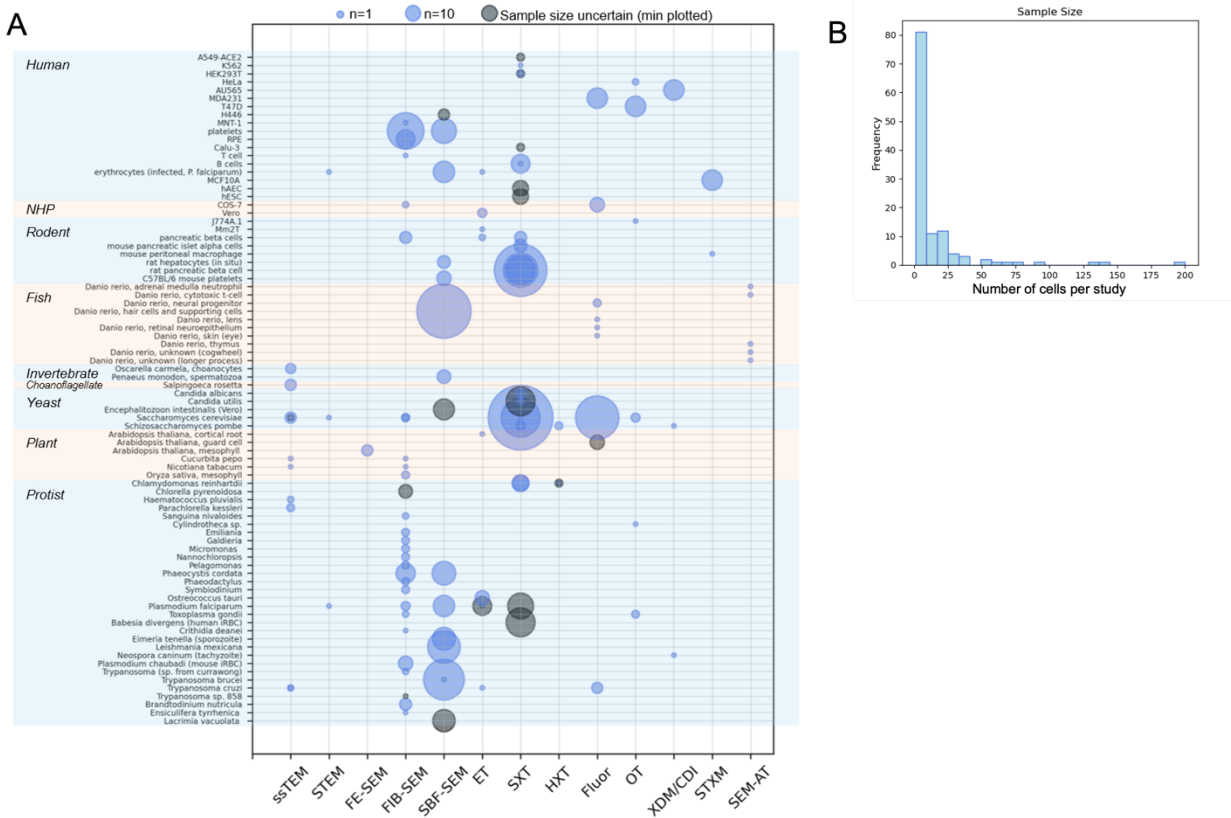 A
n=1 n=10 Sample size uncertain (min plotted)
Human
A549-ACE2
K562
HEK293T
HeLa
AU565
MDA231
T47D
H446
MNT-1
platelets
RPE
Calu-3
T cell
B cells
erythrocytes (infected, P. falciparum)
MCF10A
hAEC
hESC
NHP
COS-7
Vero
Rodent
J774A.1
Mm2T
pancreatic beta cells
mouse pancreatic islet alpha cells
mouse peritoneal macrophage
rat hepatocytes (in situ)
rat pancreatic beta cell
C57BL/6 mouse platelets
Fish
Danio rerio, adrenal medulla neutrophil
Danio rerio, cytotoxic t-cell
Danio rerio, neural progenitor
Danio rerio, hair cells and supporting cells
Danio rerio, lens
Danio rerio, retinal neuroepithelium
Danio rerio, skin (eye)
Danio rerio, thymus
Danio rerio, unknown (cogwheel)
Danio rerio, unknown (longer process)
Invertebrate
Oscarella carmela, choanocytes
Penaeus monodon, spermatozoa
Choanoflagellate
Salpingoeca rosetta
Yeast
Candida albicans
Candida utilis
Encephalitozoon intestinalis (Vero)
Saccharomyces cerevisiae
Schizosaccharomyces pombe
Plant
Arabidopsis thaliana, cortical root
Arabidopsis thaliana, guard cell
Arabidopsis thaliana, mesophyll
Cucurbita pepo
Nicotiana tabacum
Oryza sativa, mesophyll
Protist
Chlamydomonas reinhardtii
Chlorella pyrenoidosa
Haematococcus pluvialis
Parachlorella kessleri
Sanguina nivaloides
Cylindrotheca sp.
Emiliania
Galdieria
Micromonas
Nannochloropsis
Pelagomonas
Phaeocystis cordata
Phaeodactylus
Symbiodinium
Ostreococcus tauri
Plasmodium falciparum
Toxoplasma gondii
Babesia divergens (human iRBC)
Crithidia deanei
Eimeria tenella (sporozoite)
Leishmania mexicana
Neospora caninum (tachyzoite)
Plasmodium chaubadi (mouse iRBC)
Trypanosoma (sp. from currawong)
Trypanosoma brucei
Trypanosoma cruzi
Trypanosoma sp. 858
Brandtodinium nutricula
Ensiculifera tyrrhenica
Lacrimia vacuolata
ssTEM
STEM
FE-SEM
FIB-SEM
SBF-SEM
ET
SXT
HXT
Fluor
OT
XDM/CDI
STXM
SEM-AT
B
Sample Size
Frequency
80
70
60
50
40
30
20
10
0
0 25 50 75 100 125 150 175 200
Number of cells per study